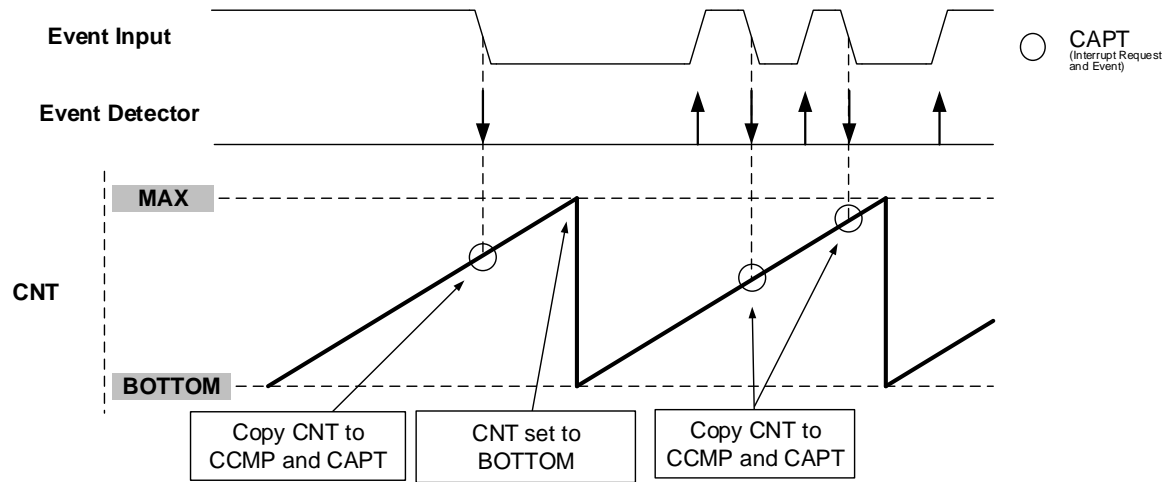 Event Input
CAPT
(Interrupt Request
and Event)
Event Detector
MAX
CNT
BOTTOM
Copy CNT to
CCMP and CAPT
CNT set to
BOTTOM
Copy CNT to
CCMP and CAPT